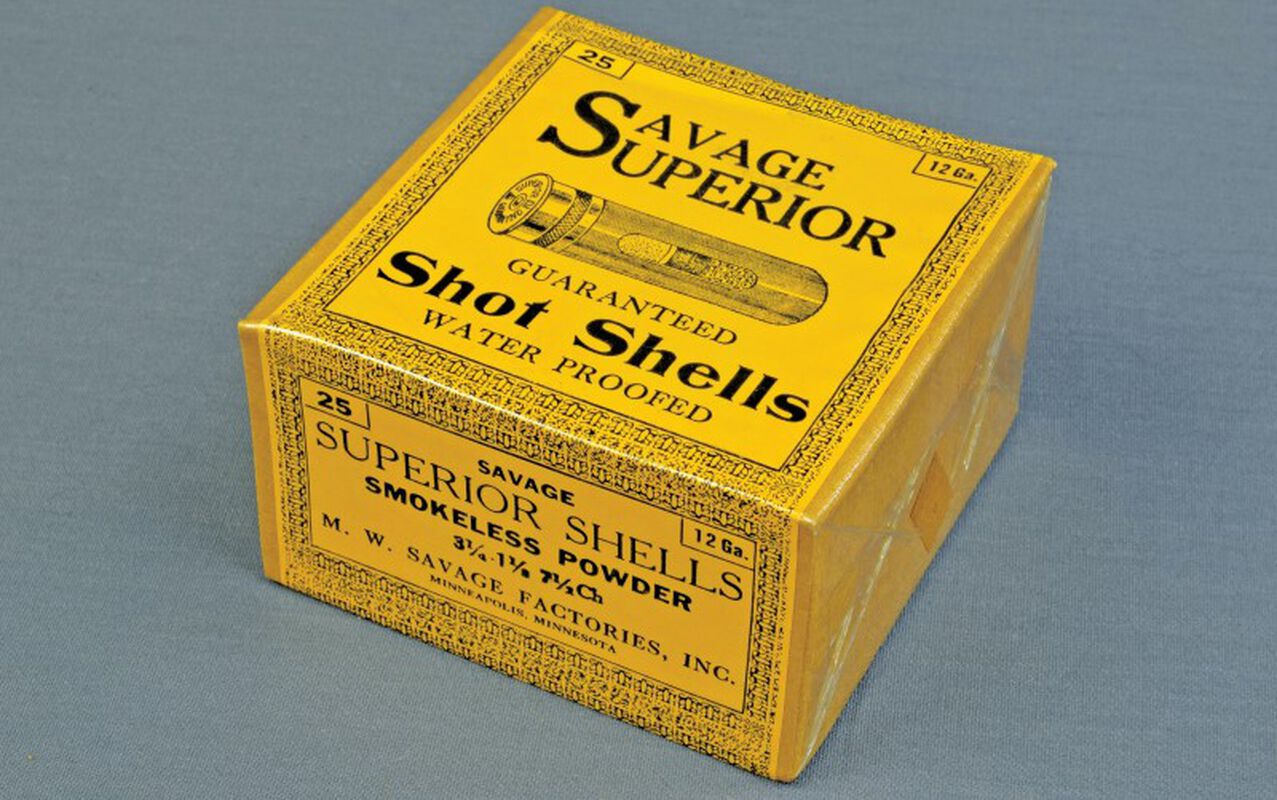 25
12 Ga.
SAVAGE
SUPERIOR
GUARANTEED
Shot Shells
WATER PROOFED
25
12 Ga.
SAVAGE
SUPERIOR SHELLS
SMOKELESS POWDER
3¼-1⅛ 7½Ch
M. W. SAVAGE FACTORIES, INC.
MINNEAPOLIS, MINNESOTA